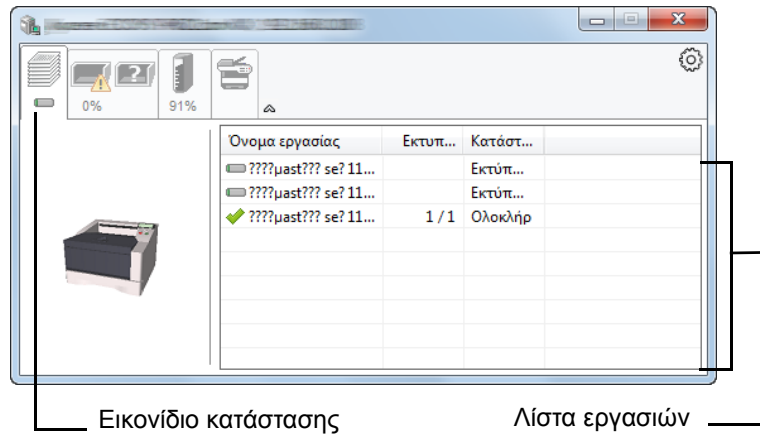 0%
?
91%
Όνομα εργασίας Εκτυπ... Κατάστ...
????μast??? se? 11... Εκτύπ...
????μast??? se? 11... Εκτύπ...
????μast??? se? 11... 1 / 1 Ολοκλήρ
Εικονίδιο κατάστασης
Λίστα εργασιών